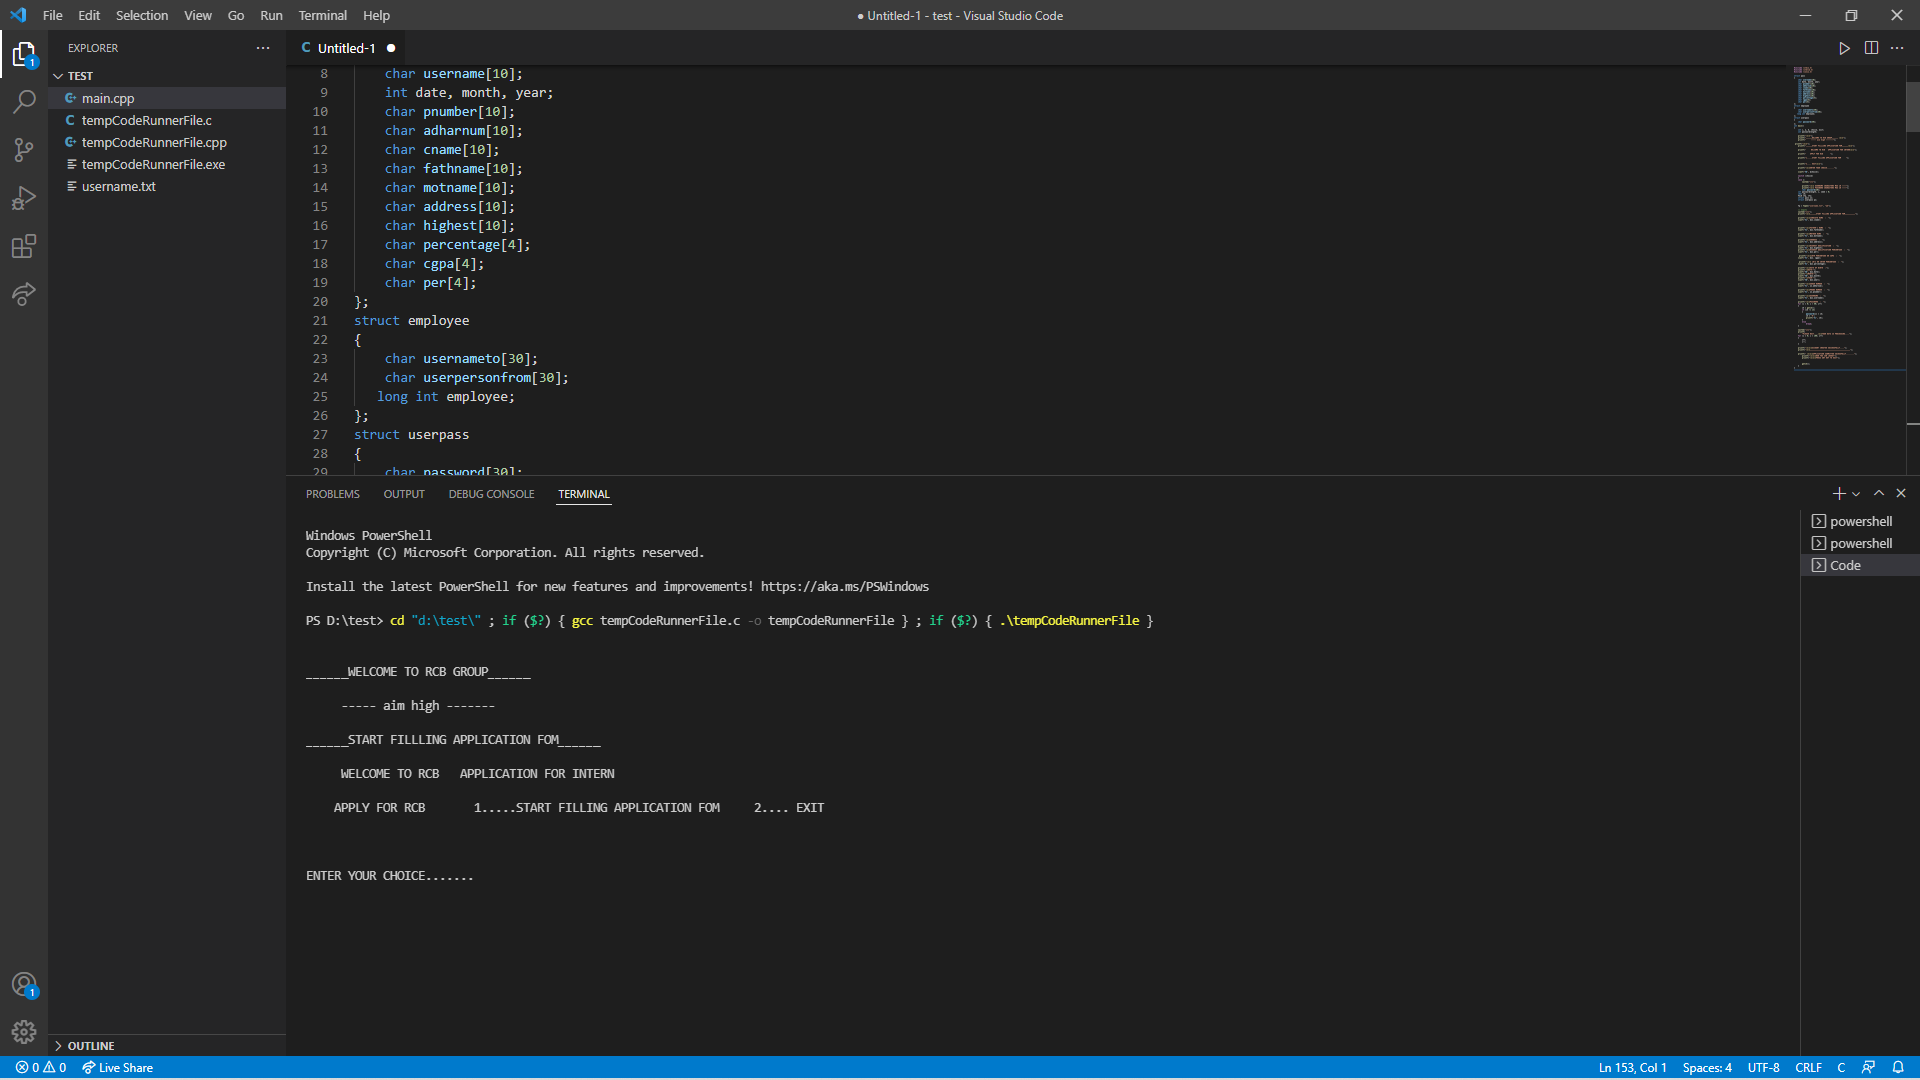 File Edit Selection View Go Run Terminal Help
● Untitled-1 - test - Visual Studio Code
EXPLORER
TEST
main.cpp
tempCodeRunnerFile.c
tempCodeRunnerFile.cpp
tempCodeRunnerFile.exe
username.txt
OUTLINE
1
1
C Untitled-1 ●
8 char username[10];
9 int date, month, year;
10 char pnumber[10];
11 char adharnum[10];
12 char cname[10];
13 char fathname[10];
14 char motname[10];
15 char address[10];
16 char highest[10];
17 char percentage[4];
18 char cgpa[4];
19 char per[4];
20 };
21 struct employee
22 {
23 char usernameto[30];
24 char userpersonfrom[30];
25 long int employee;
26 };
27 struct userpass
28 {
29 char password[30];
PROBLEMS OUTPUT DEBUG CONSOLE TERMINAL
Windows PowerShell
Copyright (C) Microsoft Corporation. All rights reserved.
Install the latest PowerShell for new features and improvements! https://aka.ms/PSWindows
PS D:\test> cd "d:\test\" ; if ($?) { gcc tempCodeRunnerFile.c -o tempCodeRunnerFile } ; if ($?) { .\tempCodeRunnerFile }
______WELCOME TO RCB GROUP______
----- aim high -------
______START FILLLING APPLICATION FOM______
WELCOME TO RCB APPLICATION FOR INTERN
APPLY FOR RCB 1.....START FILLING APPLICATION FOM 2.... EXIT
ENTER YOUR CHOICE.......
powershell
powershell
Code
0 0 Live Share
Ln 153, Col 1 Spaces: 4 UTF-8 CRLF C